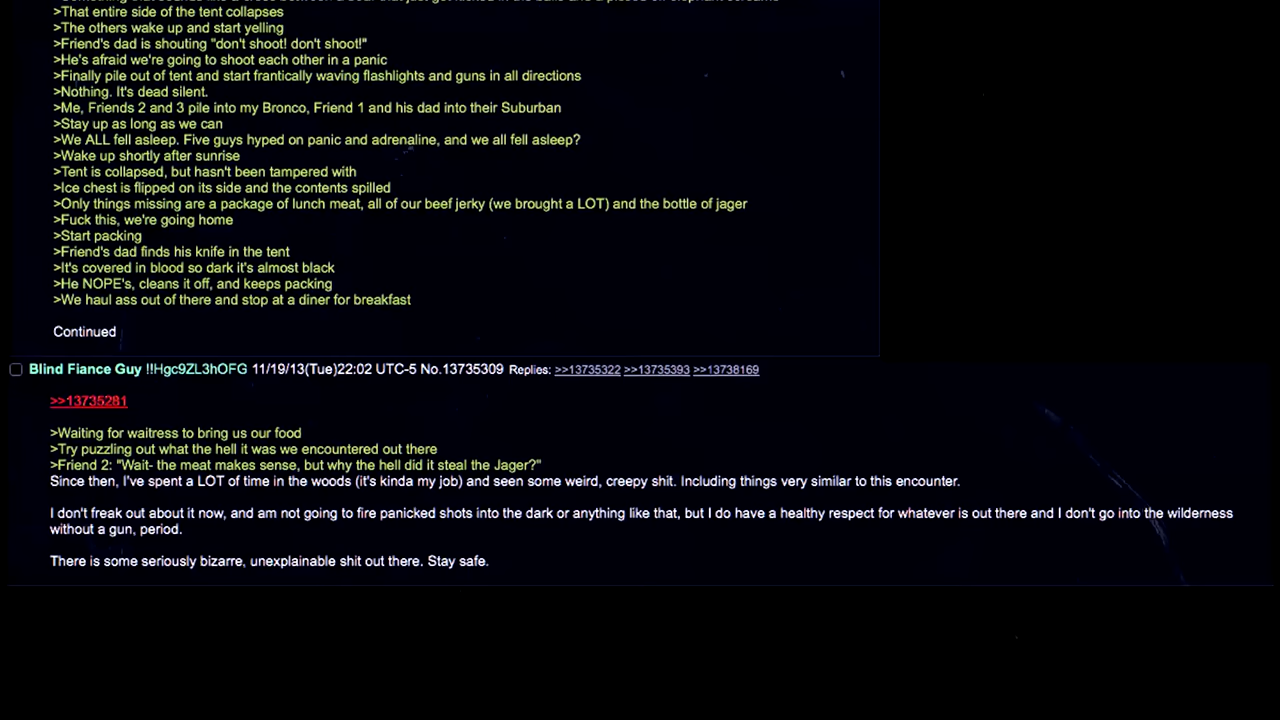 >That entire side of the tent collapses
>The others wake up and start yelling
>Friend's dad is shouting "don't shoot! don't shoot!"
>He's afraid we're going to shoot each other in a panic
>Finally pile out of tent and start frantically waving flashlights and guns in all directions
>Nothing. It's dead silent.
>Me, Friends 2 and 3 pile into my Bronco, Friend 1 and his dad into their Suburban
>Stay up as long as we can
>We ALL fell asleep. Five guys hyped on panic and adrenaline, and we all fell asleep?
>Wake up shortly after sunrise
>Tent is collapsed, but hasn't been tampered with
>Ice chest is flipped on its side and the contents spilled
>Only things missing are a package of lunch meat, all of our beef jerky (we brought a LOT) and the bottle of jager
>Fuck this, we're going home
>Start packing
>Friend's dad finds his knife in the tent
>It's covered in blood so dark it's almost black
>He NOPE's, cleans it off, and keeps packing
>We haul ass out of there and stop at a diner for breakfast
Continued
Blind Fiance Guy !!Hgc9ZL3hOFG 11/19/13(Tue)22:02 UTC-5 No.13735309 Replies: >>13735322 >>13735393 >>13738169
>>13735281
>Waiting for waitress to bring us our food
>Try puzzling out what the hell it was we encountered out there
>Friend 2: "Wait- the meat makes sense, but why the hell did it steal the Jager?"
Since then, I've spent a LOT of time in the woods (it's kinda my job) and seen some weird, creepy shit. Including things very similar to this encounter.
I don't freak out about it now, and am not going to fire panicked shots into the dark or anything like that, but I do have a healthy respect for whatever is out there and I don't go into the wilderness
without a gun, period.
There is some seriously bizarre, unexplainable shit out there. Stay safe.